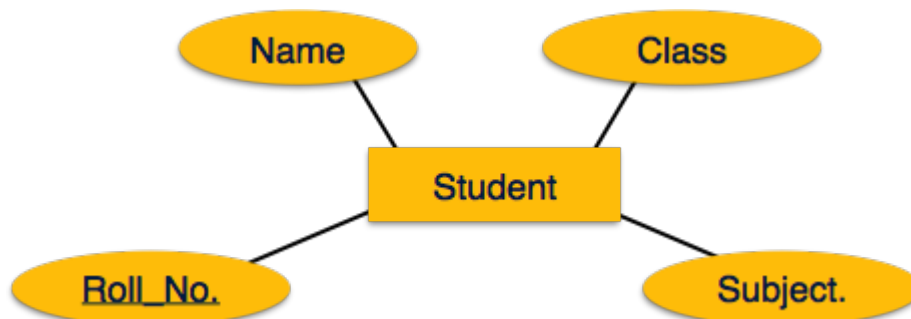 Name
Class
Student
Roll_No.
Subject.